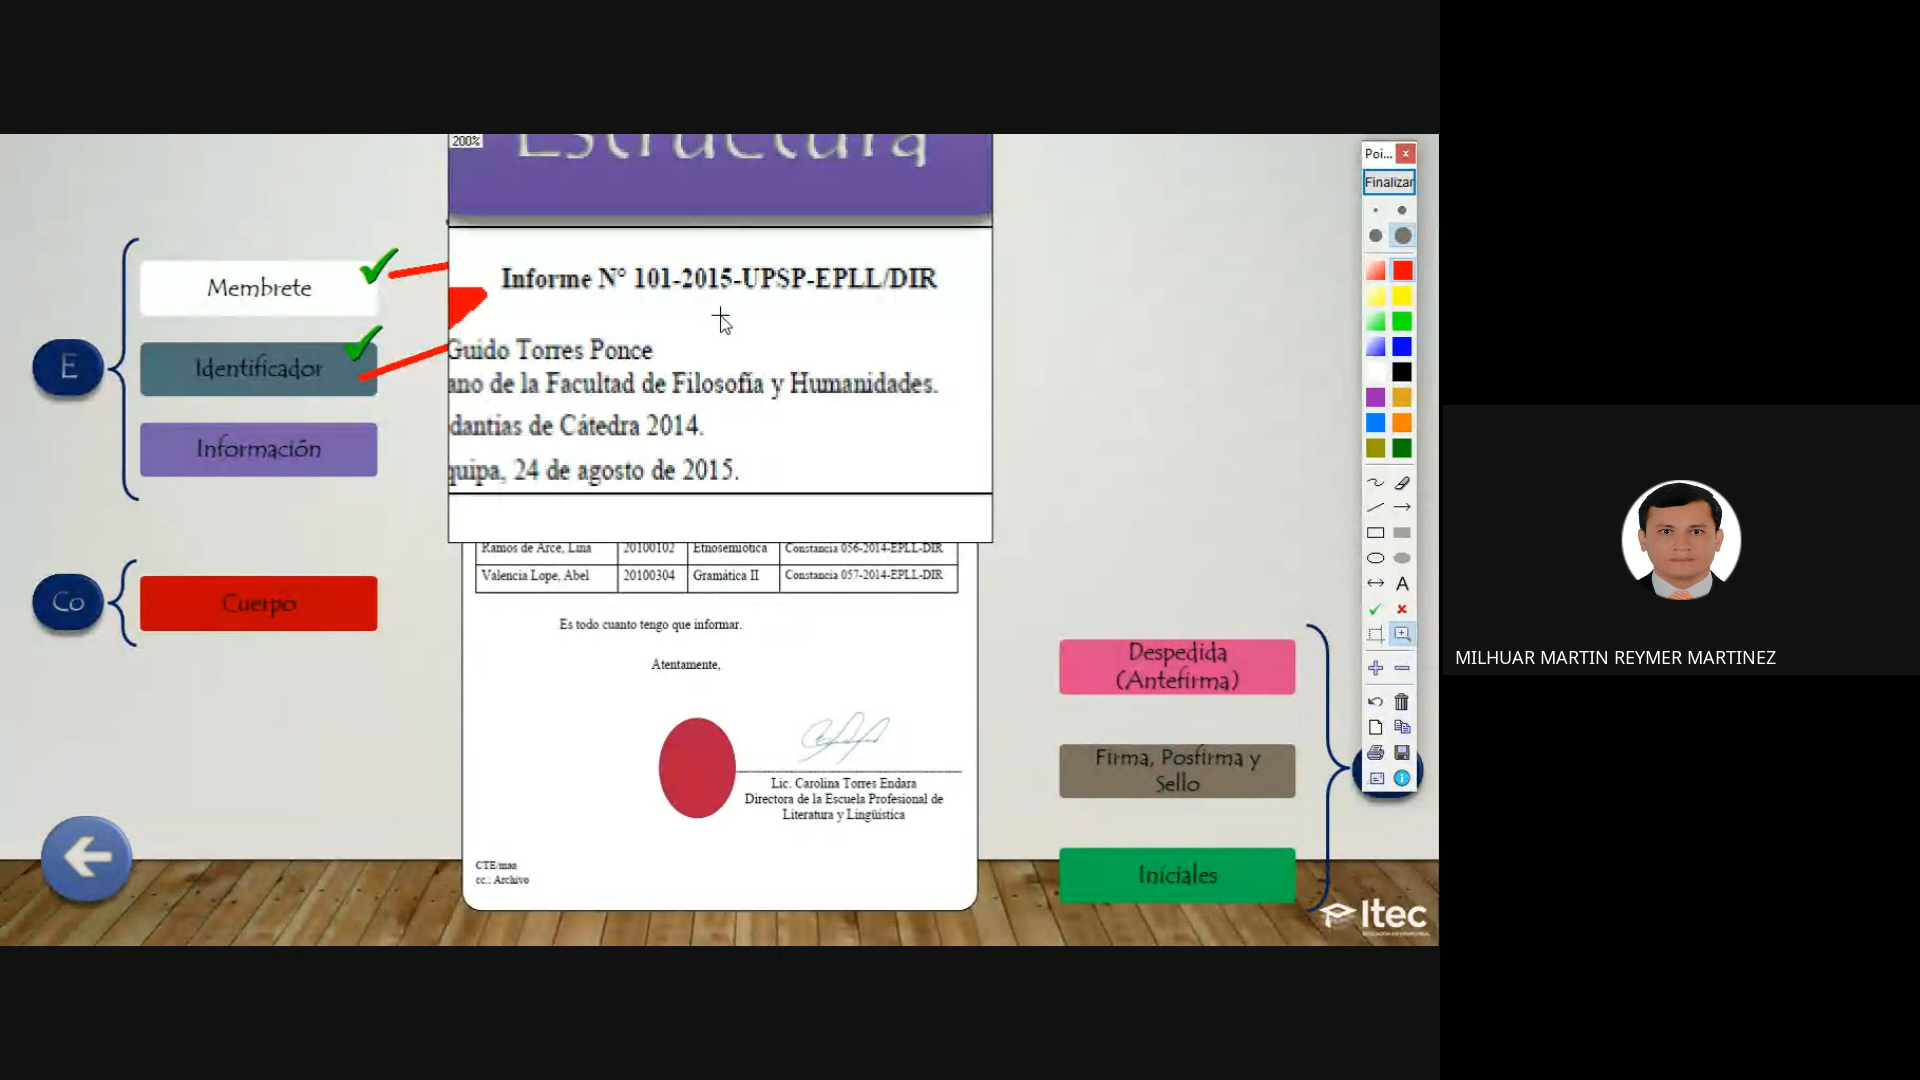 200%
Estructura
E
Membrete
Identificador
Información
Informe N° 101-2015-UPSP-EPLL/DIR
Guido Torres Ponce
ano de la Facultad de Filosofía y Humanidades.
dantias de Cátedra 2014.
quipa, 24 de agosto de 2015.
Co
Cuerpo
Ramos de Arce, Lina 20100102 Etnosemiótica Constancia 056-2014-EPLL-DIR
Valencia Lope, Abel 20100304 Gramática II Constancia 057-2014-EPLL-DIR
Es todo cuanto tengo que informar.
Atentamente,
Lic. Carolina Torres Endara
Directora de la Escuela Profesional de
Literatura y Lingüística
CTE/maa
cc.: Archivo
Despedida
(Antefirma)
Firma, Posfirma y
Sello
Iniciales
Itec
Poi...
Finalizar
A
MILHUAR MARTIN REYMER MARTINEZ